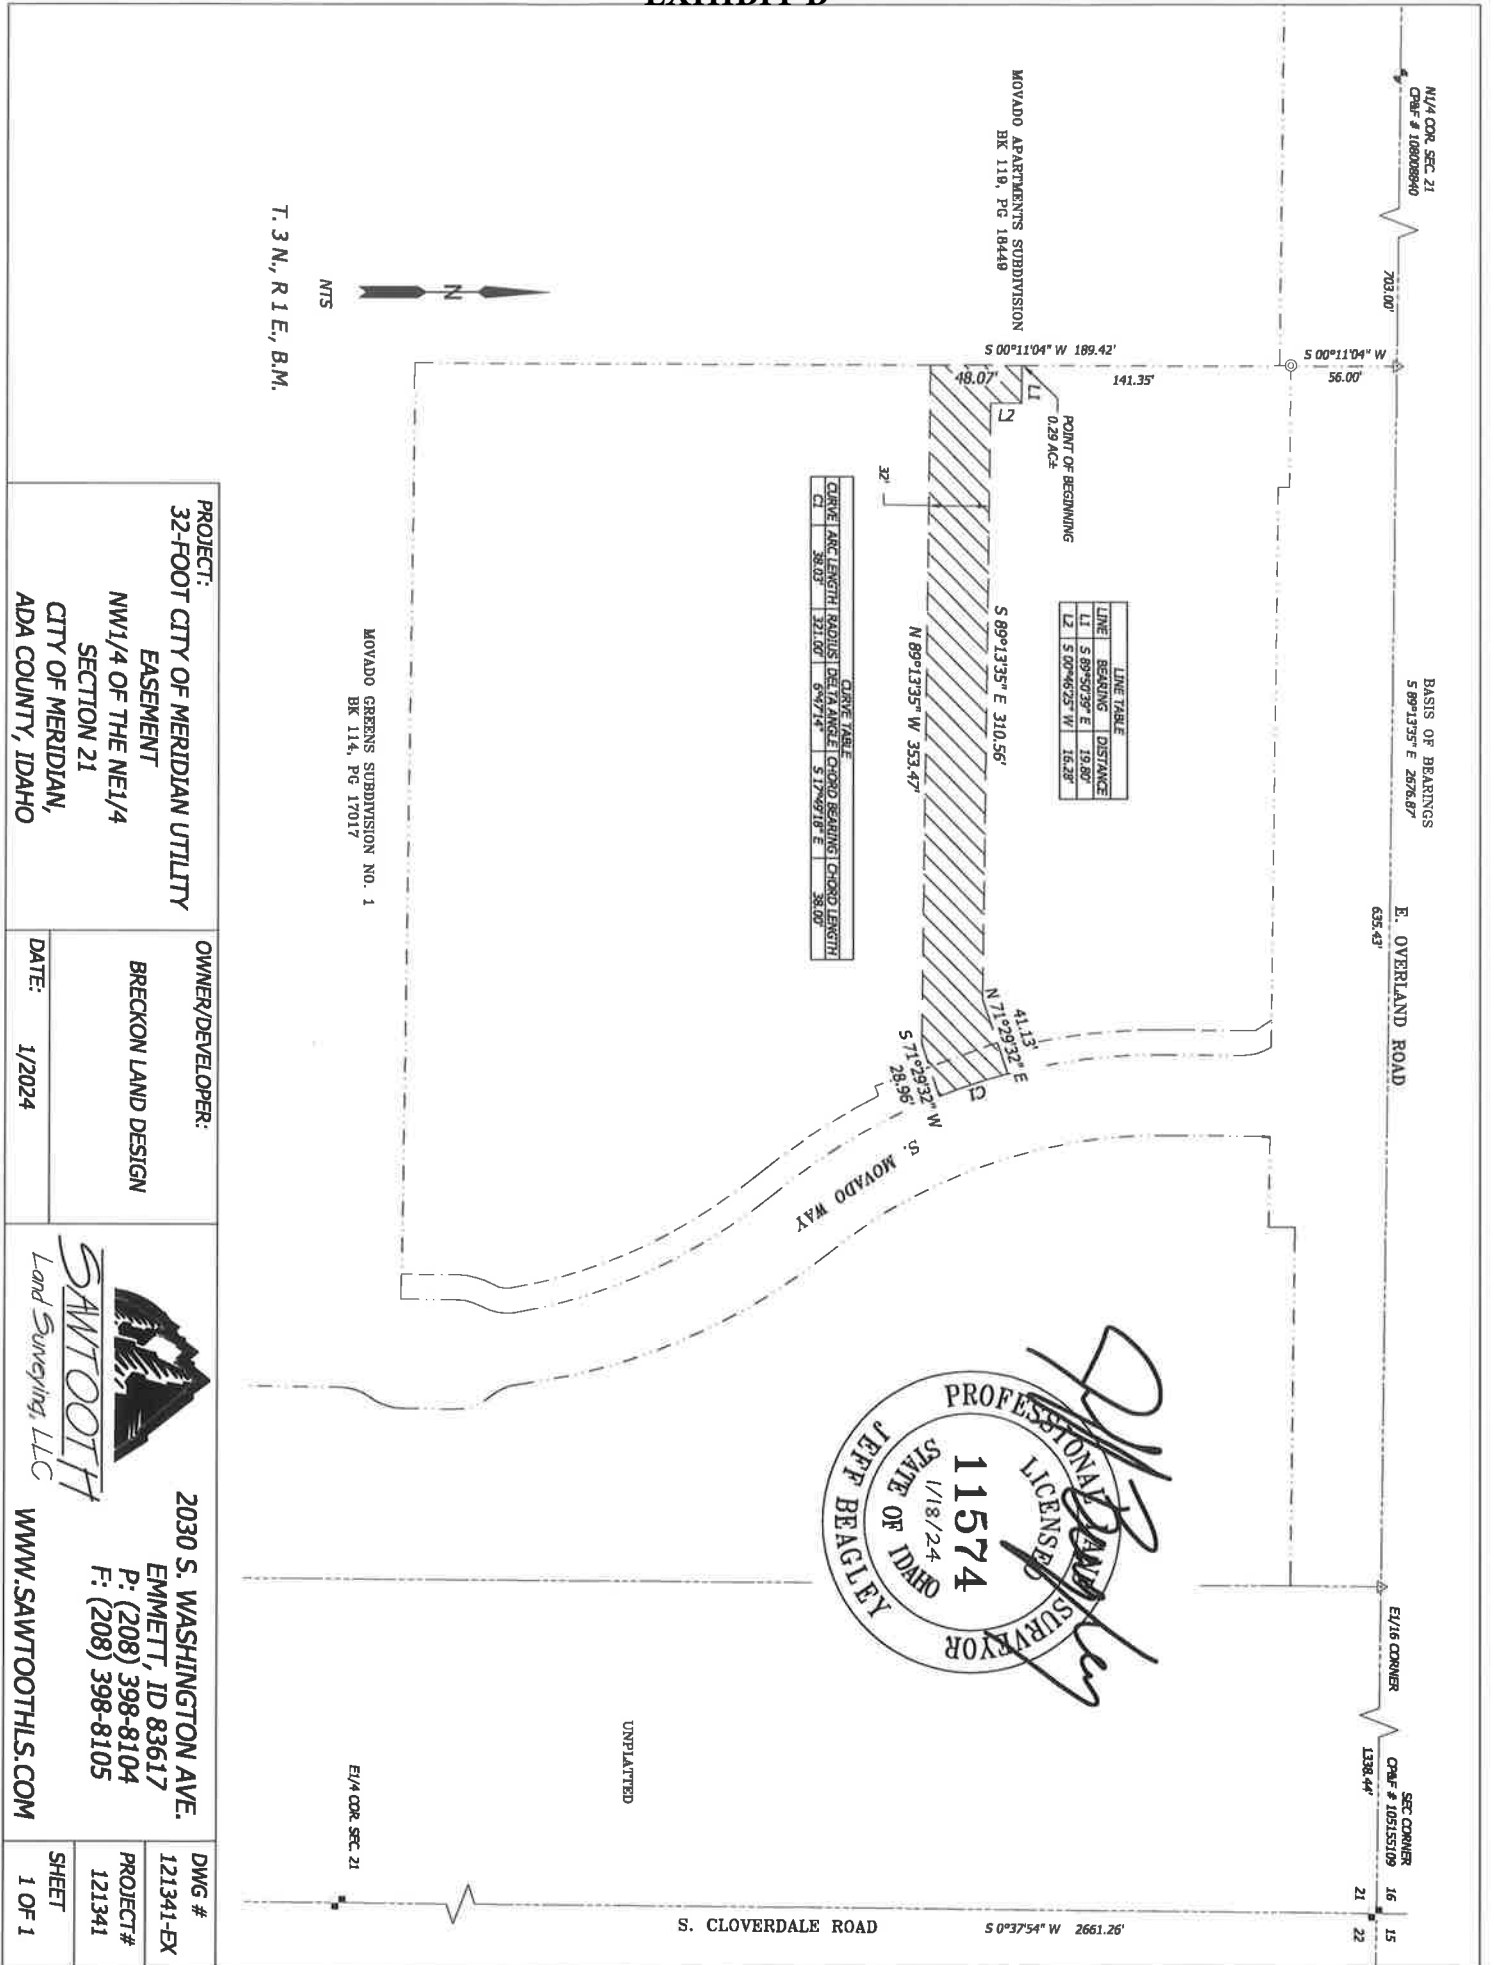 EXHIBIT B
N1/4 COR. SEC. 21
CP&F # 108008840
703.00'
BASIS OF BEARINGS
S 89°13'35" E 2676.87'
E. OVERLAND ROAD
635.43'
E1/16 CORNER
1338.44'
SEC CORNER
CP&F # 105155109
16
15
21
22
S 00°11'04" W
56.00'
MOVADO APARTMENTS SUBDIVISION
BK 119, PG 18449
S 00°11'04" W 189.42'
141.35'
48.07'
L1
L2
POINT OF BEGINNING
0.29 AC±
32'
LINE TABLE
LINE BEARING DISTANCE
L1 S 89°50'39" E 19.80'
L2 S 00°46'25" W 16.28'
S 89°13'35" E 310.56'
N 89°13'35" W 353.47'
41.13'
N 71°29'32" E
C1
S 71°29'32" W
28.96'
S. MOVADO WAY
CURVE TABLE
CURVE ARC LENGTH RADIUS DELTA ANGLE CHORD BEARING CHORD LENGTH
C1 38.03' 321.00' 6°47'14" S 17°49'18" E 38.00'
PROFESSIONAL LAND SURVEYOR
LICENSED
11574
1/18/24
STATE OF IDAHO
JEFF BEAGLEY
UNPLATTED
S. CLOVERDALE ROAD
S 0°37'54" W 2661.26'
E1/4 COR. SEC. 21
MOVADO GREENS SUBDIVISION NO. 1
BK 114, PG 17017
N
NTS
T. 3 N., R 1 E., B.M.
PROJECT:
32-FOOT CITY OF MERIDIAN UTILITY
EASEMENT
NW1/4 OF THE NE1/4
SECTION 21
CITY OF MERIDIAN,
ADA COUNTY, IDAHO
OWNER/DEVELOPER:
BRECKON LAND DESIGN
DATE: 1/2024
SAWTOOTH
Land Surveying, LLC
2030 S. WASHINGTON AVE.
EMMETT, ID 83617
P: (208) 398-8104
F: (208) 398-8105
WWW.SAWTOOTHLS.COM
DWG #
121341-EX
PROJECT#
121341
SHEET
1 OF 1